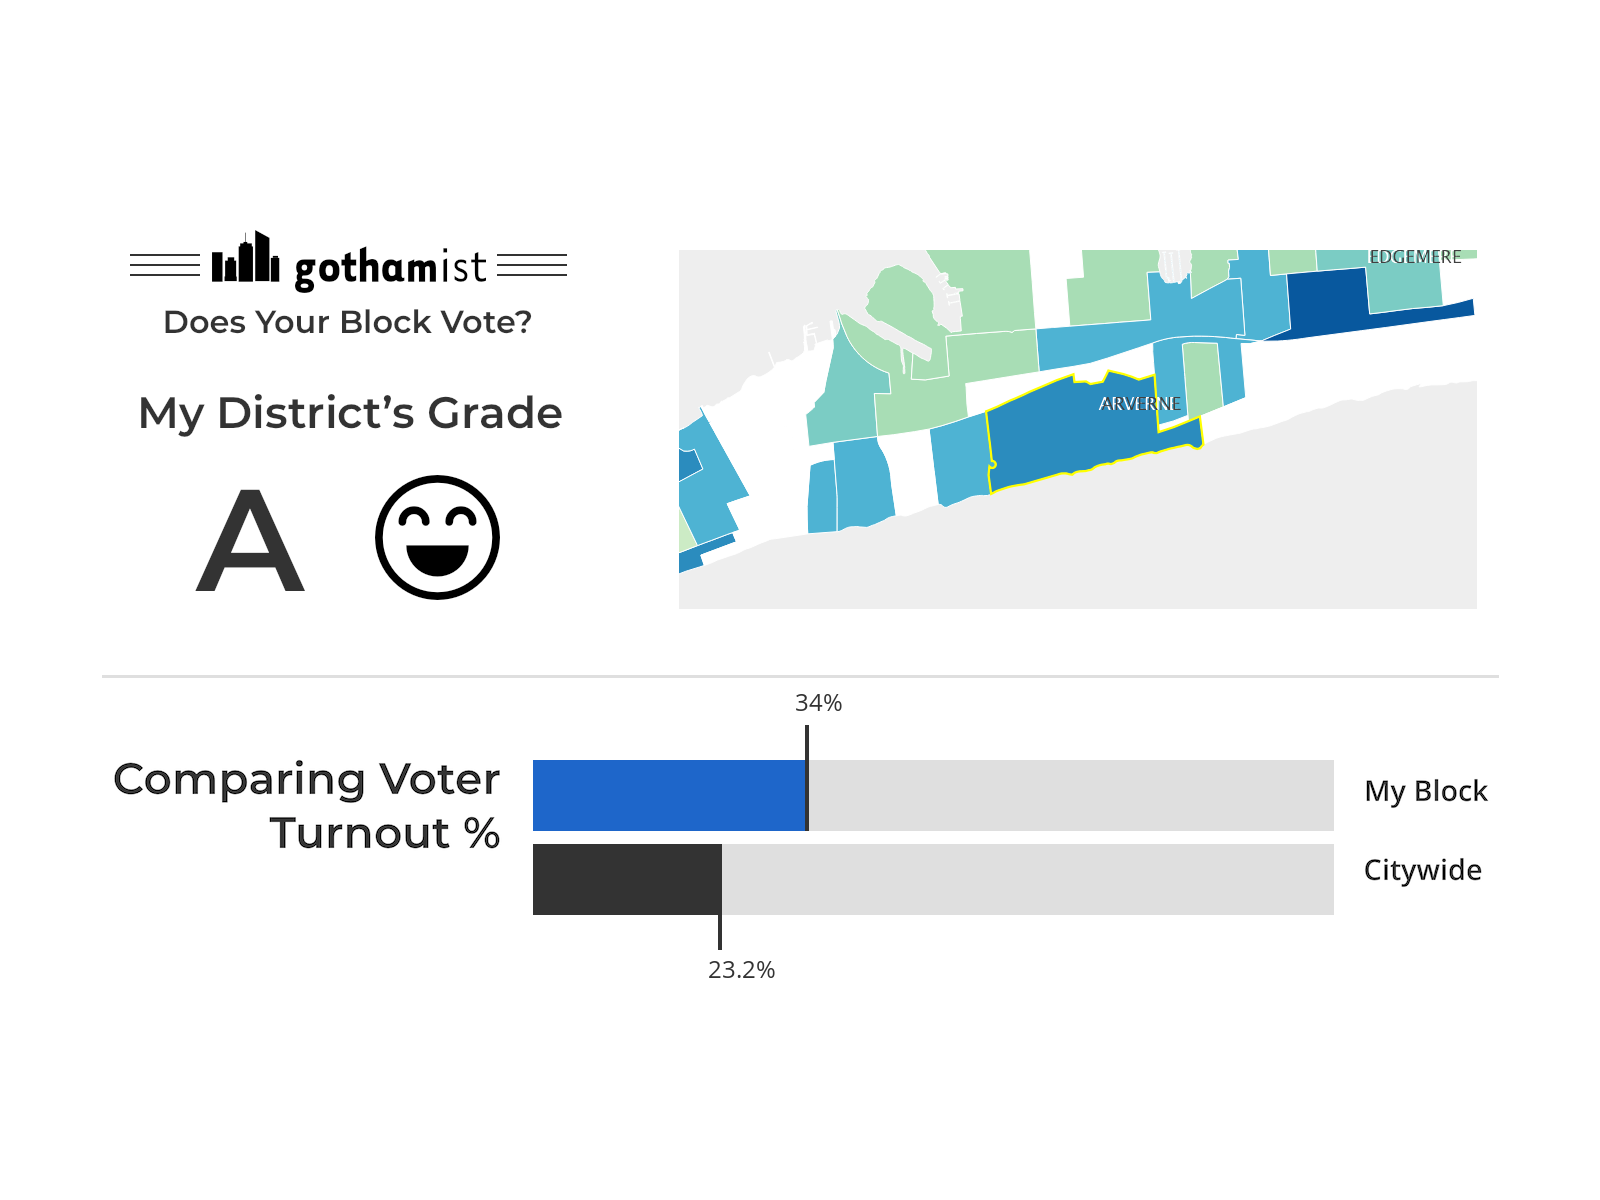 gothamist
Does Your Block Vote?
My District's Grade
A
EDGEMERE
ARVERNE
34%
Comparing Voter
Turnout %
My Block
Citywide
23.2%